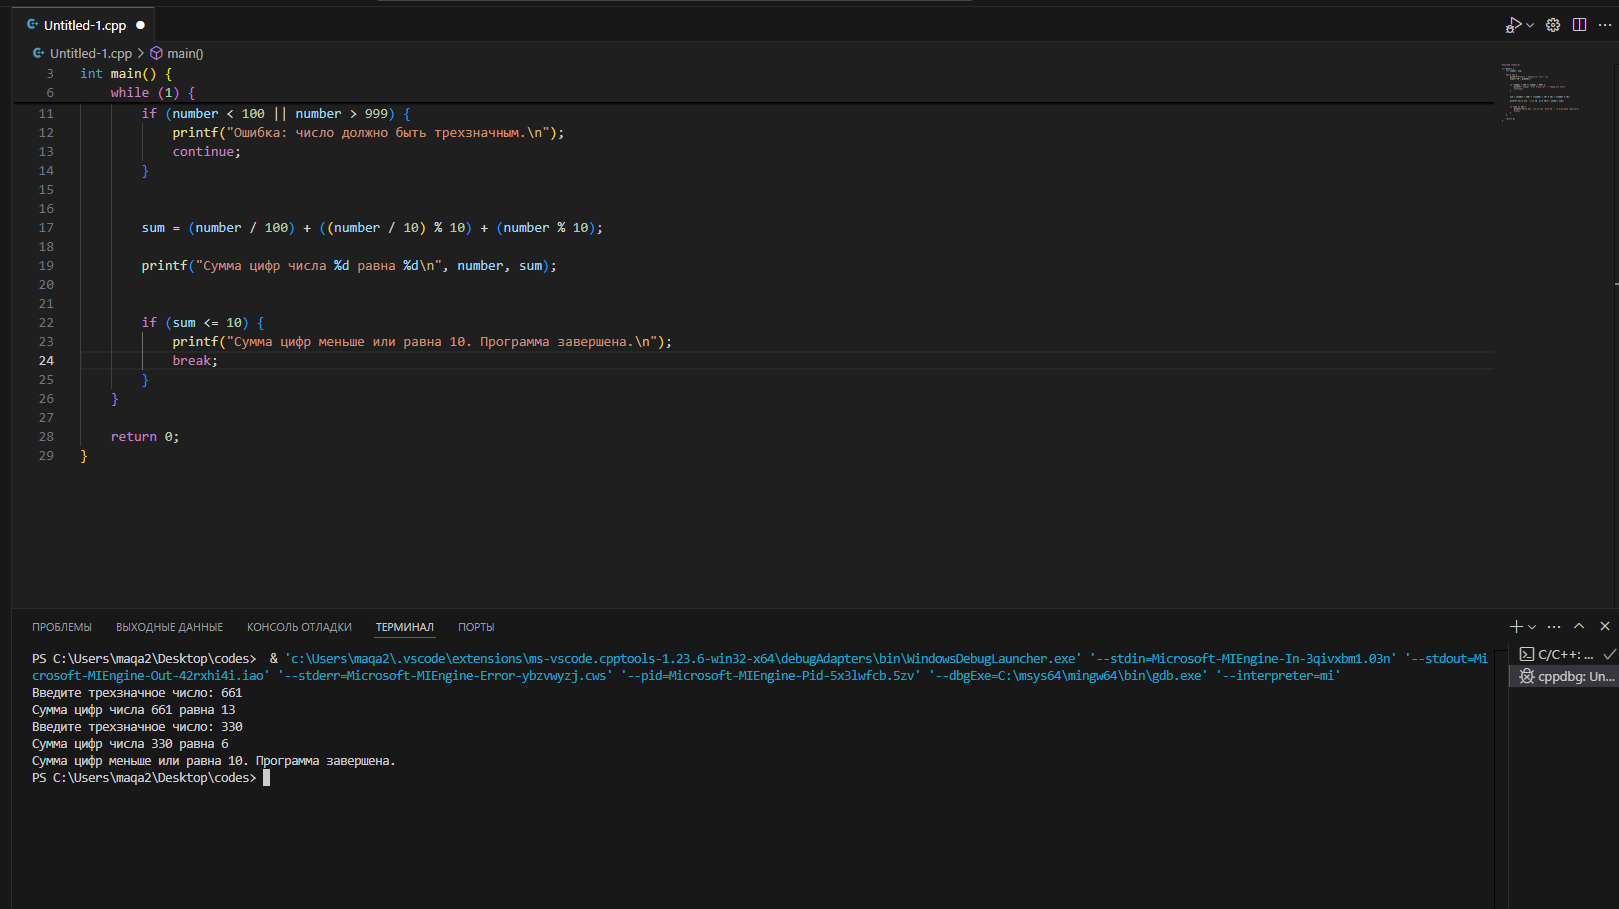 Untitled-1.cpp
Untitled-1.cpp > main()
3 int main() {
6 while (1) {
11 if (number < 100 || number > 999) {
12 printf("Ошибка: число должно быть трехзначным.\n");
13 continue;
14 }
15
16
17 sum = (number / 100) + ((number / 10) % 10) + (number % 10);
18
19 printf("Сумма цифр числа %d равна %d\n", number, sum);
20
21
22 if (sum <= 10) {
23 printf("Сумма цифр меньше или равна 10. Программа завершена.\n");
24 break;
25 }
26 }
27
28 return 0;
29 }
ПРОБЛЕМЫ ВЫХОДНЫЕ ДАННЫЕ КОНСОЛЬ ОТЛАДКИ ТЕРМИНАЛ ПОРТЫ
PS C:\Users\maqa2\Desktop\codes> & 'c:\Users\maqa2\.vscode\extensions\ms-vscode.cpptools-1.23.6-win32-x64\debugAdapters\bin\WindowsDebugLauncher.exe' '--stdin=Microsoft-MIEngine-In-3qivxbm1.03n' '--stdout=Mi
crosoft-MIEngine-Out-42rxhi4i.iao' '--stderr=Microsoft-MIEngine-Error-ybzvwyzj.cws' '--pid=Microsoft-MIEngine-Pid-5x3lwfcb.5zv' '--dbgExe=C:\msys64\mingw64\bin\gdb.exe' '--interpreter=mi'
Введите трехзначное число: 661
Сумма цифр числа 661 равна 13
Введите трехзначное число: 330
Сумма цифр числа 330 равна 6
Сумма цифр меньше или равна 10. Программа завершена.
PS C:\Users\maqa2\Desktop\codes>
C/C++: ...
cppdbg: Un...